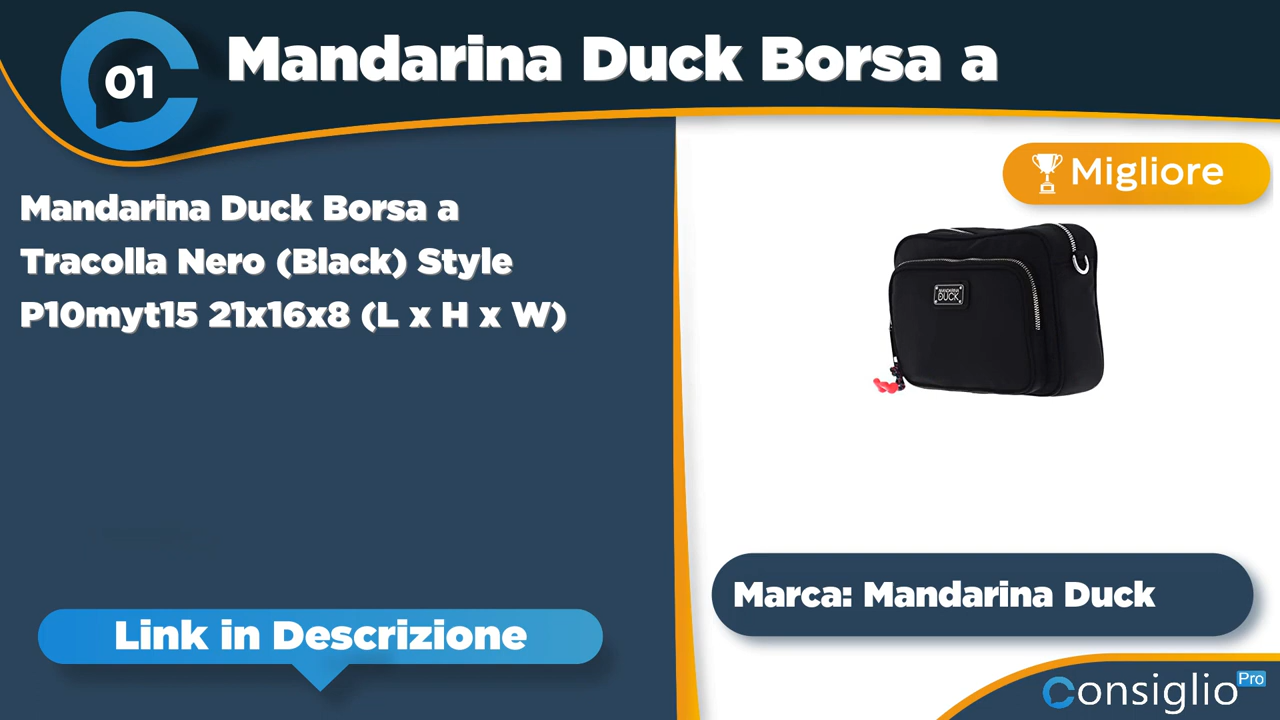 01
Mandarina Duck Borsa a
Migliore
Mandarina Duck Borsa a
Tracolla Nero (Black) Style
P10myt15 21x16x8 (L x H x W)
MANDARINA
DUCK
Marca: Mandarina Duck
Link in Descrizione
Consiglio Pro